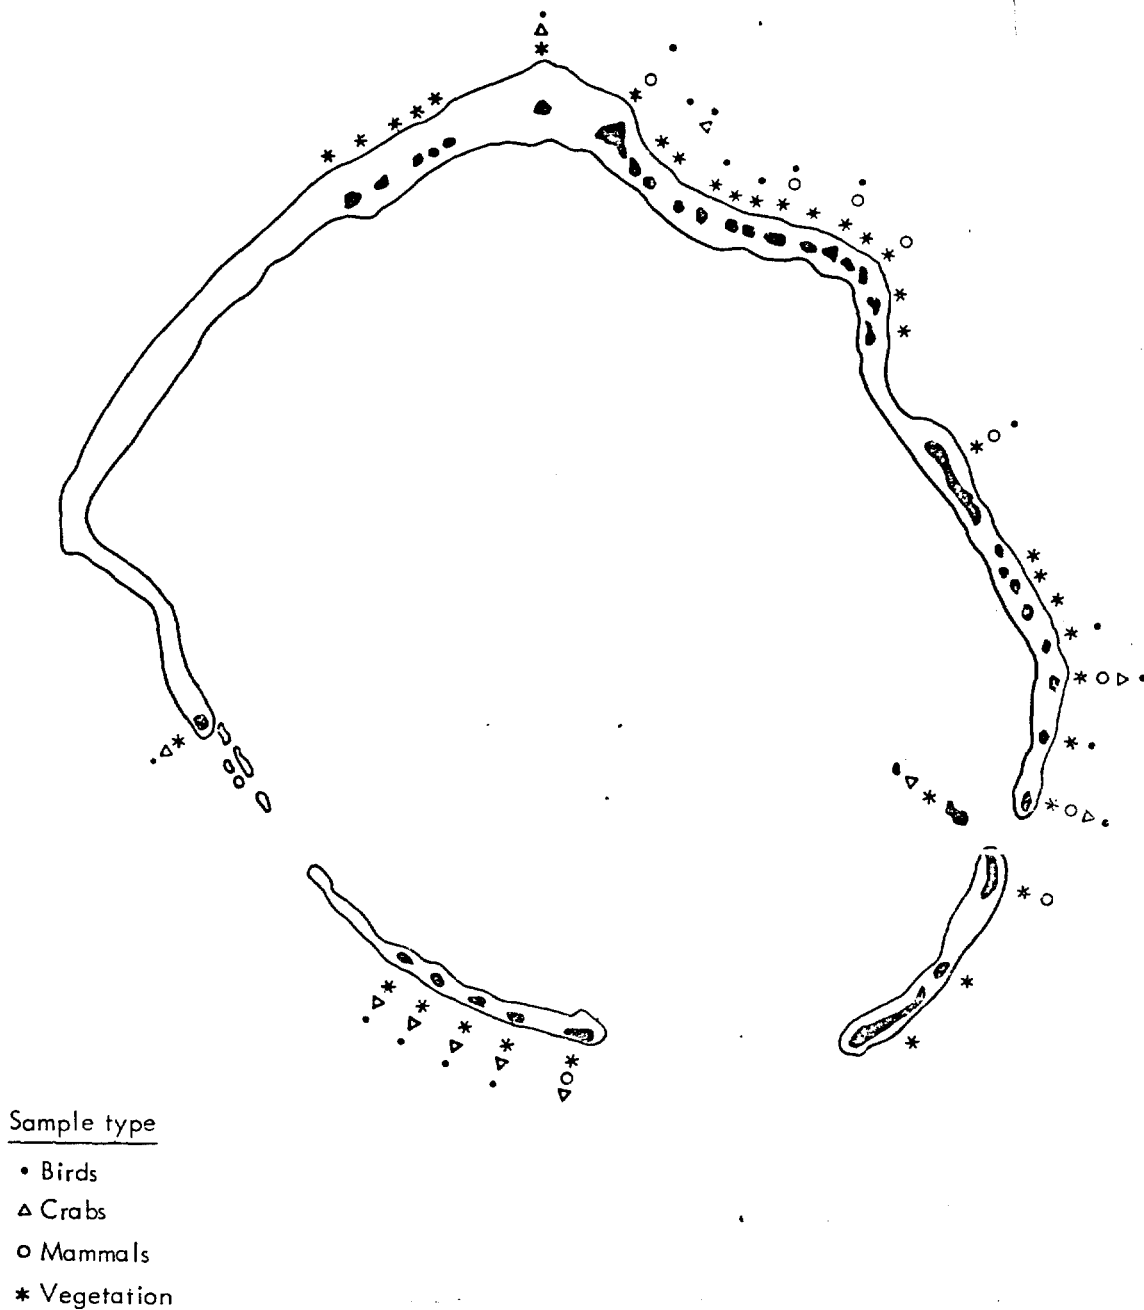 Sample type
• Birds
△ Crabs
○ Mammals
* Vegetation